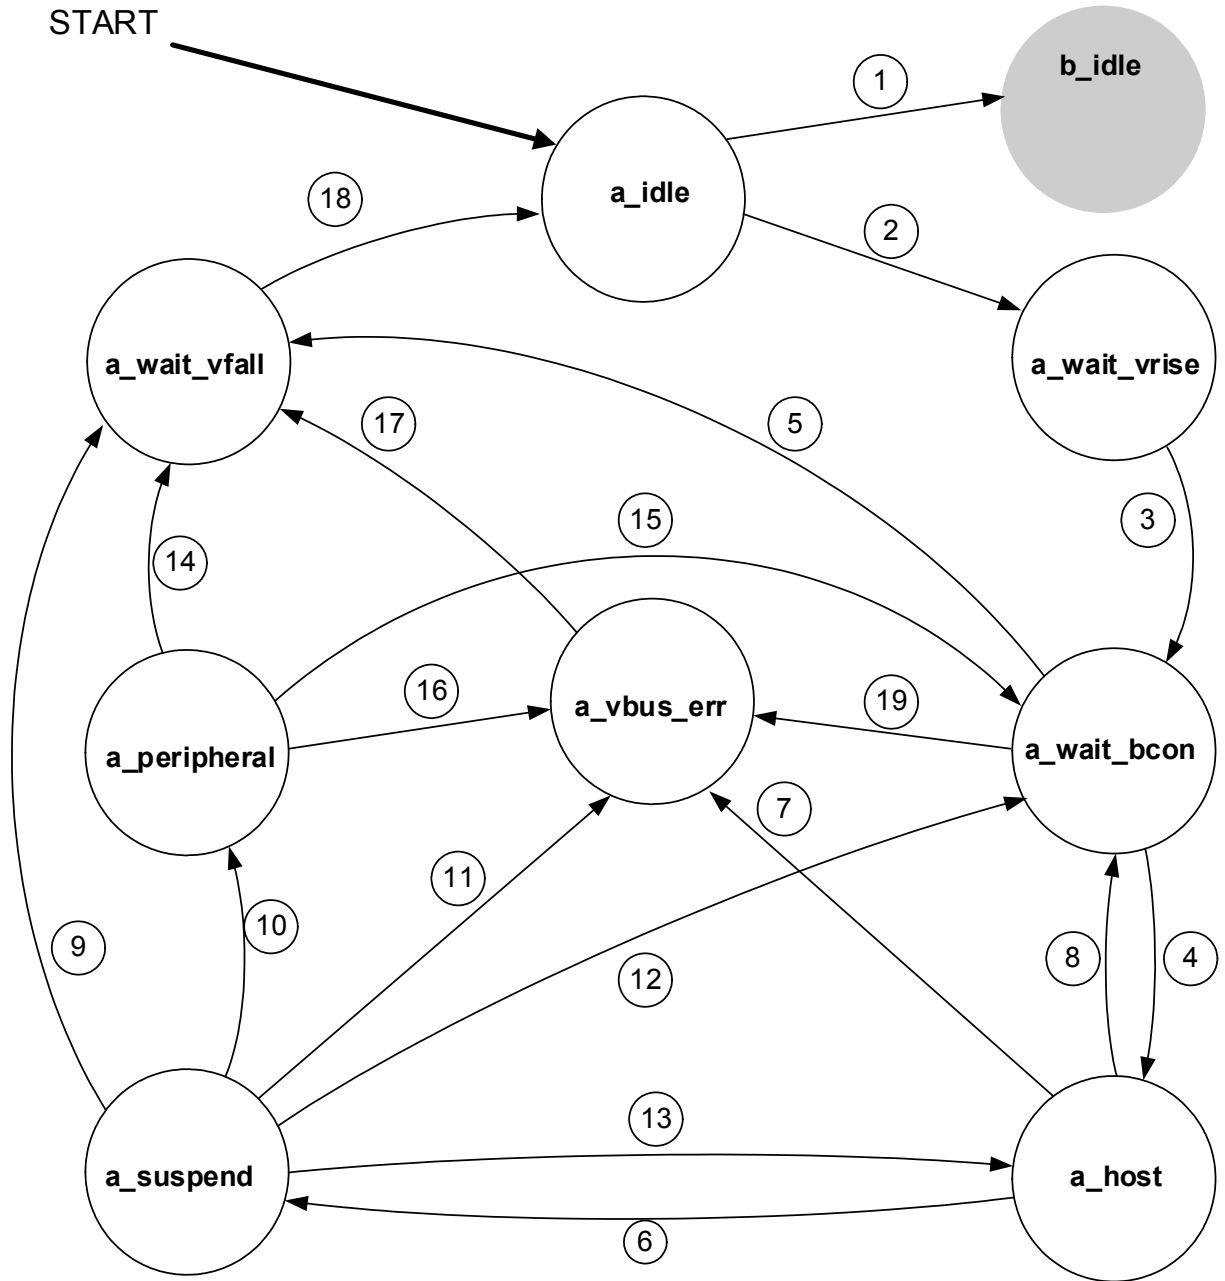 START
b_idle
1
a_idle
18
2
a_wait_vfall
a_wait_vrise
17
5
15
3
14
16
a_vbus_err
19
a_peripheral
a_wait_bcon
7
11
10
9
12
8
4
13
a_suspend
a_host
6